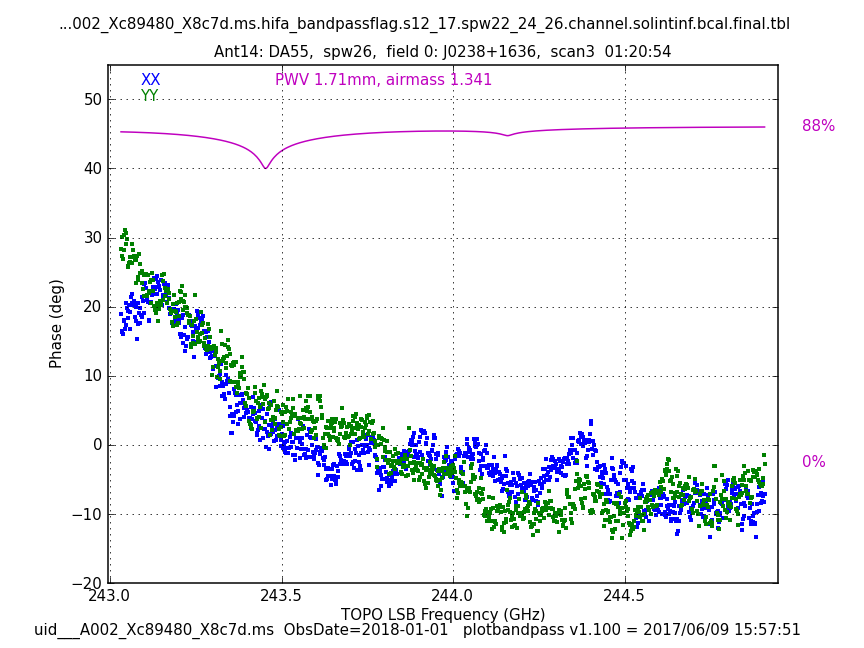 ...002_Xc89480_X8c7d.ms.hifa_bandpassflag.s12_17.spw22_24_26.channel.solintinf.bcal.final.tbl
Ant14: DA55, spw26, field 0: J0238+1636, scan3 01:20:54
XX
PWV 1.71mm, airmass 1.341
YY
50
88%
40
30
20
Phase (deg)
10
0
0%
−10
−20
243.0
243.5
244.0
244.5
TOPO LSB Frequency (GHz)
uid___A002_Xc89480_X8c7d.ms ObsDate=2018-01-01 plotbandpass v1.100 = 2017/06/09 15:57:51